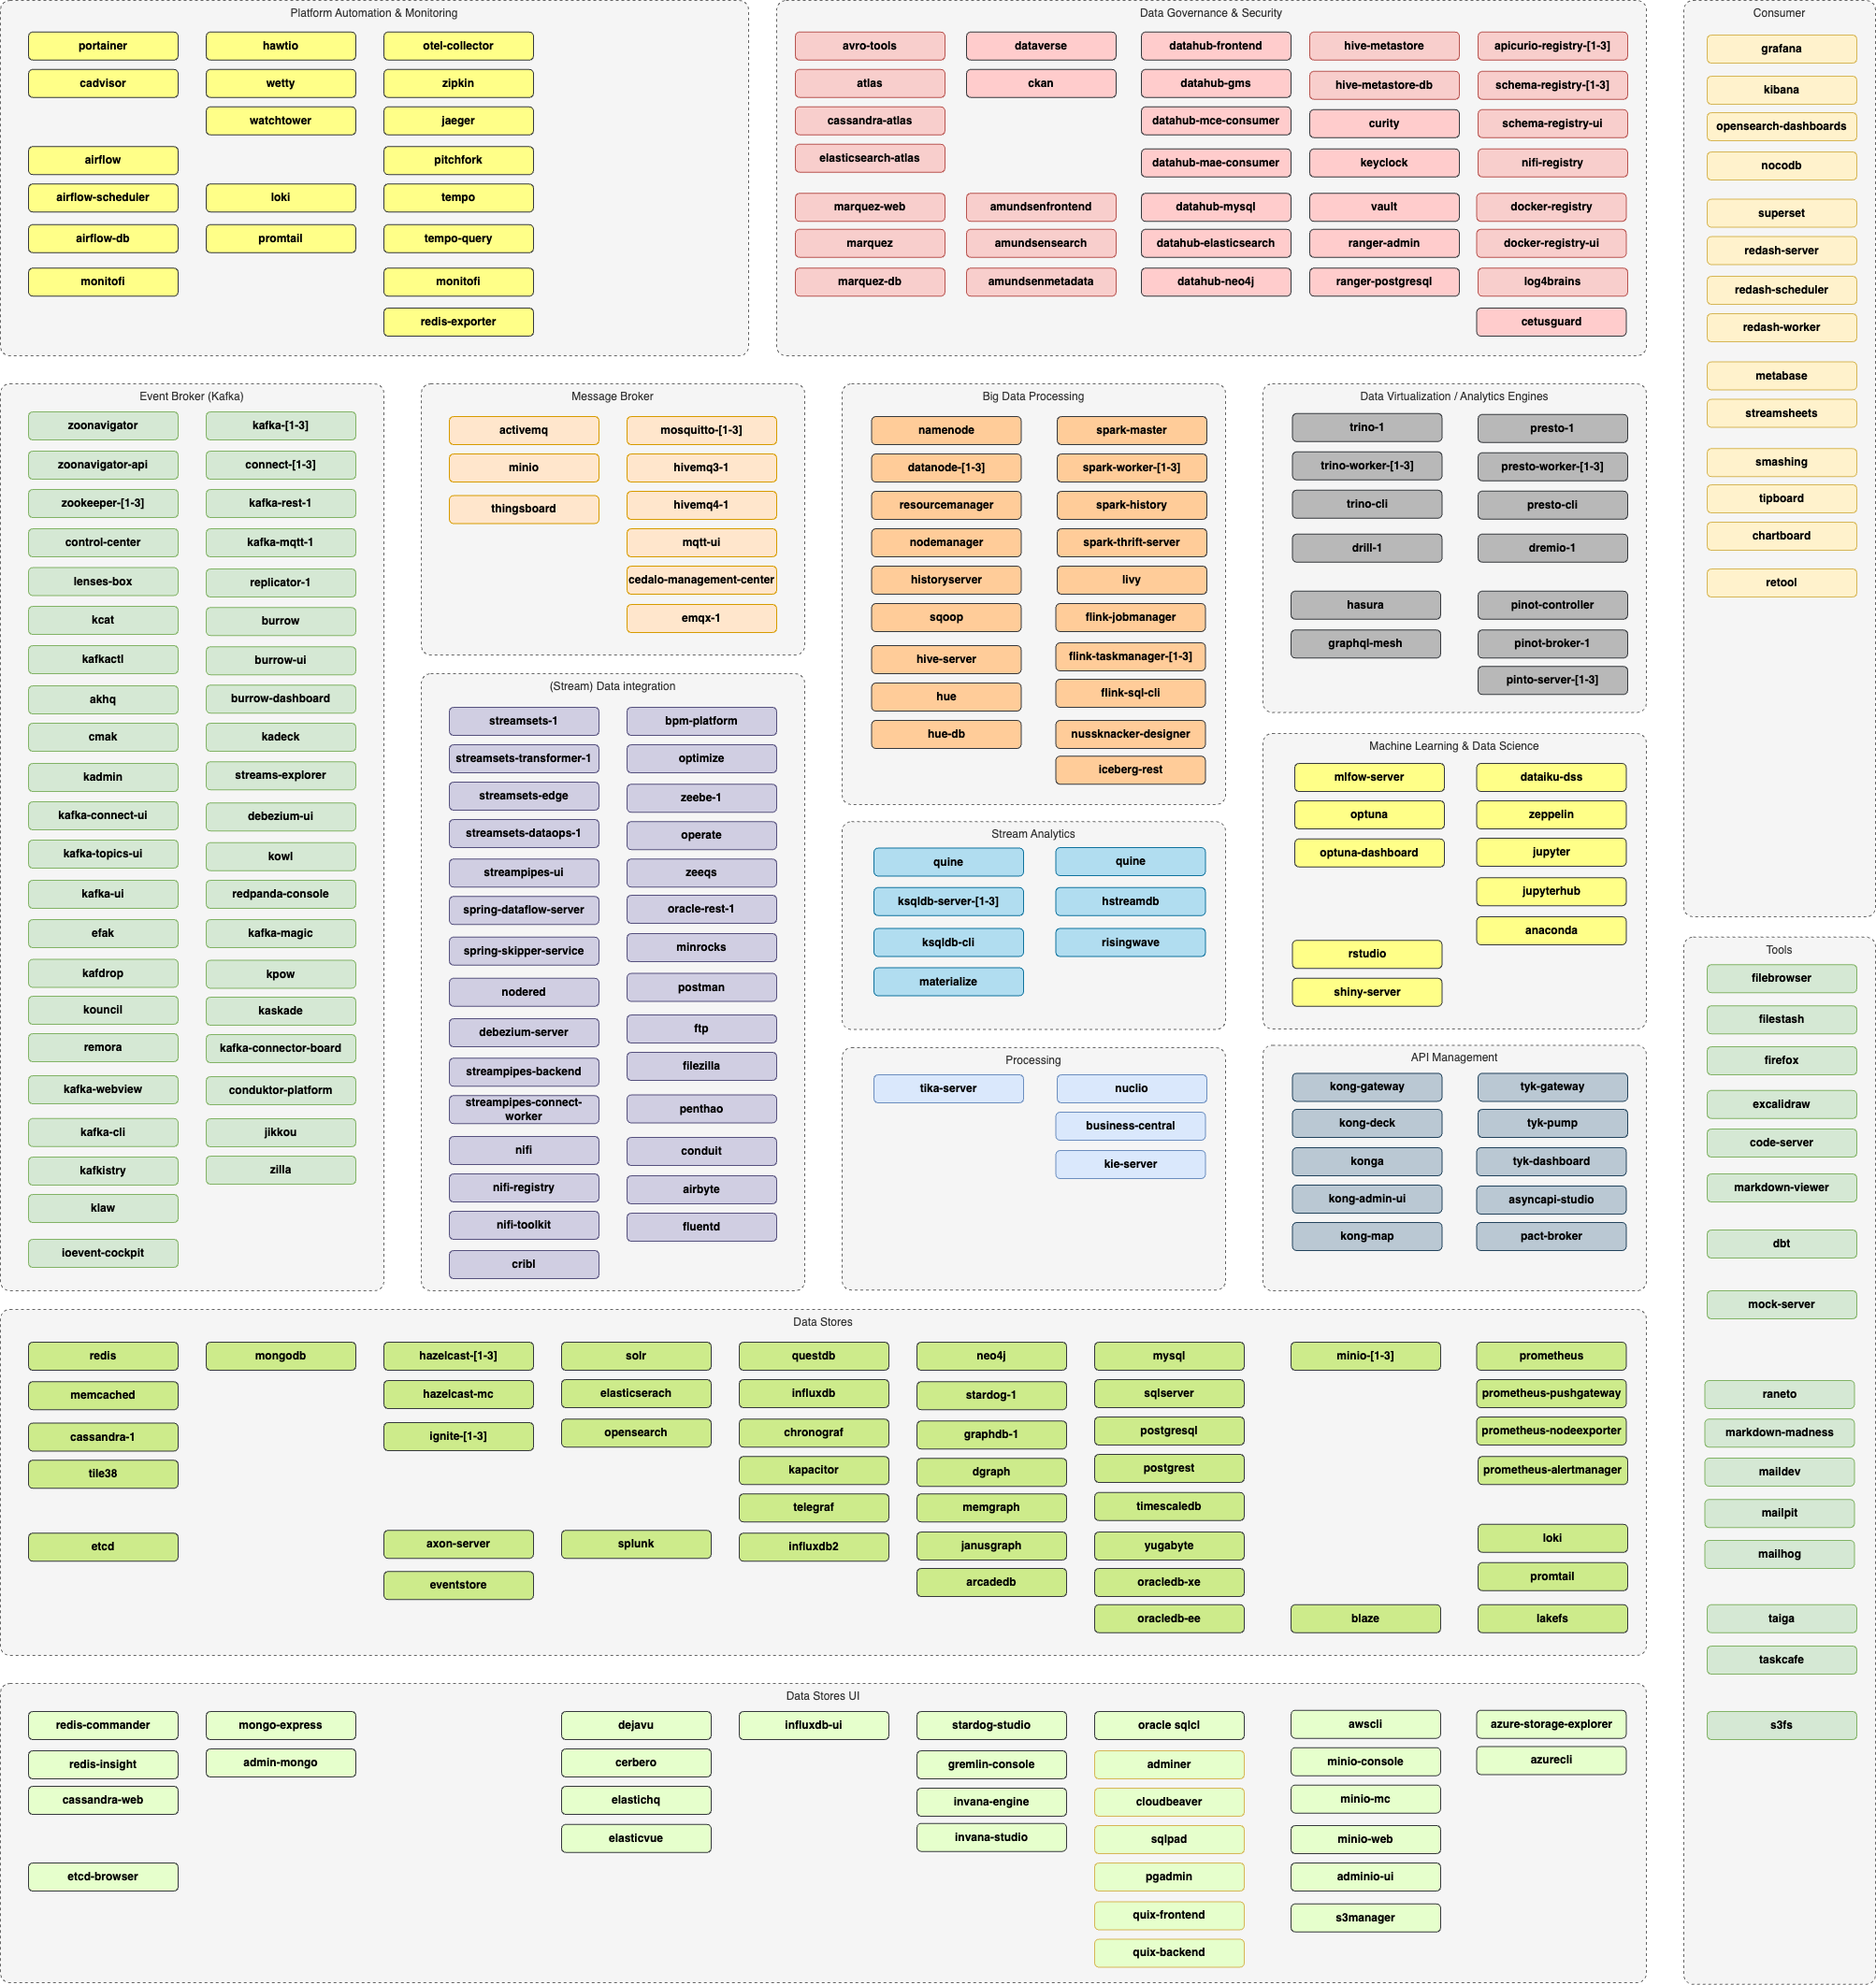 Platform Automation & Monitoring
portainer
cadvisor
airflow
airflow-scheduler
airflow-db
monitofi
hawtio
wetty
watchtower
loki
promtail
otel-collector
zipkin
jaeger
pitchfork
tempo
tempo-query
monitofi
redis-exporter
Data Governance & Security
avro-tools
atlas
cassandra-atlas
elasticsearch-atlas
marquez-web
marquez
marquez-db
dataverse
ckan
amundsenfrontend
amundsensearch
amundsenmetadata
datahub-frontend
datahub-gms
datahub-mce-consumer
datahub-mae-consumer
datahub-mysql
datahub-elasticsearch
datahub-neo4j
hive-metastore
hive-metastore-db
curity
keyclock
vault
ranger-admin
ranger-postgresql
apicurio-registry-[1-3]
schema-registry-[1-3]
schema-registry-ui
nifi-registry
docker-registry
docker-registry-ui
log4brains
cetusguard
Consumer
grafana
kibana
opensearch-dashboards
nocodb
superset
redash-server
redash-scheduler
redash-worker
metabase
streamsheets
smashing
tipboard
chartboard
retool
Event Broker (Kafka)
zoonavigator
zoonavigator-api
zookeeper-[1-3]
control-center
lenses-box
kcat
kafkactl
akhq
cmak
kadmin
kafka-connect-ui
kafka-topics-ui
kafka-ui
efak
kafdrop
kouncil
remora
kafka-webview
kafka-cli
kafkistry
klaw
ioevent-cockpit
kafka-[1-3]
connect-[1-3]
kafka-rest-1
kafka-mqtt-1
replicator-1
burrow
burrow-ui
burrow-dashboard
kadeck
streams-explorer
debezium-ui
kowl
redpanda-console
kafka-magic
kpow
kaskade
kafka-connector-board
conduktor-platform
jikkou
zilla
Message Broker
activemq
minio
thingsboard
mosquitto-[1-3]
hivemq3-1
hivemq4-1
mqtt-ui
cedalo-management-center
emqx-1
(Stream) Data integration
streamsets-1
streamsets-transformer-1
streamsets-edge
streamsets-dataops-1
streampipes-ui
spring-dataflow-server
spring-skipper-service
nodered
debezium-server
streampipes-backend
streampipes-connect-
worker
nifi
nifi-registry
nifi-toolkit
cribl
bpm-platform
optimize
zeebe-1
operate
zeeqs
oracle-rest-1
minrocks
postman
ftp
filezilla
penthao
conduit
airbyte
fluentd
Big Data Processing
namenode
datanode-[1-3]
resourcemanager
nodemanager
historyserver
sqoop
hive-server
hue
hue-db
spark-master
spark-worker-[1-3]
spark-history
spark-thrift-server
livy
flink-jobmanager
flink-taskmanager-[1-3]
flink-sql-cli
nussknacker-designer
iceberg-rest
Stream Analytics
quine
ksqldb-server-[1-3]
ksqldb-cli
materialize
quine
hstreamdb
risingwave
Processing
tika-server
nuclio
business-central
kie-server
Data Virtualization / Analytics Engines
trino-1
trino-worker-[1-3]
trino-cli
drill-1
hasura
graphql-mesh
presto-1
presto-worker-[1-3]
presto-cli
dremio-1
pinot-controller
pinot-broker-1
pinto-server-[1-3]
Machine Learning & Data Science
mlfow-server
optuna
optuna-dashboard
rstudio
shiny-server
dataiku-dss
zeppelin
jupyter
jupyterhub
anaconda
API Management
kong-gateway
kong-deck
konga
kong-admin-ui
kong-map
tyk-gateway
tyk-pump
tyk-dashboard
asyncapi-studio
pact-broker
Tools
filebrowser
filestash
firefox
excalidraw
code-server
markdown-viewer
dbt
mock-server
raneto
markdown-madness
maildev
mailpit
mailhog
taiga
taskcafe
s3fs
Data Stores
redis
memcached
cassandra-1
tile38
etcd
mongodb
hazelcast-[1-3]
hazelcast-mc
ignite-[1-3]
axon-server
eventstore
solr
elasticserach
opensearch
splunk
questdb
influxdb
chronograf
kapacitor
telegraf
influxdb2
neo4j
stardog-1
graphdb-1
dgraph
memgraph
janusgraph
arcadedb
mysql
sqlserver
postgresql
postgrest
timescaledb
yugabyte
oracledb-xe
oracledb-ee
minio-[1-3]
blaze
prometheus
prometheus-pushgateway
prometheus-nodeexporter
prometheus-alertmanager
loki
promtail
lakefs
Data Stores UI
redis-commander
redis-insight
cassandra-web
etcd-browser
mongo-express
admin-mongo
dejavu
cerbero
elastichq
elasticvue
influxdb-ui
stardog-studio
gremlin-console
invana-engine
invana-studio
oracle sqlcl
adminer
cloudbeaver
sqlpad
pgadmin
quix-frontend
quix-backend
awscli
minio-console
minio-mc
minio-web
adminio-ui
s3manager
azure-storage-explorer
azurecli